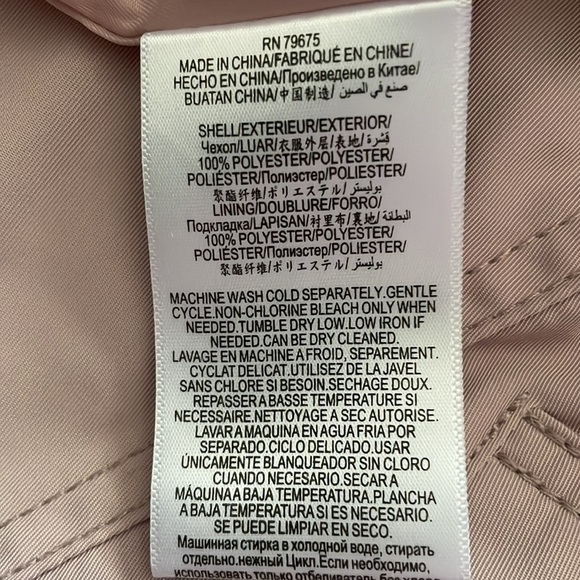 RN 79675
MADE IN CHINA/FABRIQUÉ EN CHINE/
HECHO EN CHINA/Произведено в Китае/
BUATAN CHINA/中国制造/ صنع في الصين/
SHELL/EXTERIEUR/EXTERIOR/
Чехол/LUAR/衣服外层/表地/ قشرة/
100% POLYESTER/POLYESTER/
POLIÉSTER/Полиэстер/POLIESTER/
聚酯纤维/ポリエステル/ بوليستر/
LINING/DOUBLURE/FORRO/
Подкладка/LAPISAN/衬里布/裏地/ البطانة/
100% POLYESTER/POLYESTER/
POLIÉSTER/Полиэстер/POLIESTER/
聚酯纤维/ポリエステル/ بوليستر
MACHINE WASH COLD SEPARATELY.GENTLE
CYCLE.NON-CHLORINE BLEACH ONLY WHEN
NEEDED.TUMBLE DRY LOW.LOW IRON IF
NEEDED.CAN BE DRY CLEANED.
LAVAGE EN MACHINE A FROID, SEPAREMENT.
CYCLAT DELICAT.UTILISEZ DE LA JAVEL
SANS CHLORE SI BESOIN.SECHAGE DOUX.
REPASSER A BASSE TEMPERATURE SI
NECESSAIRE.NETTOYAGE A SEC AUTORISE.
LAVAR A MAQUINA EN AGUA FRIA POR
SEPARADO.CICLO DELICADO.USAR
ÚNICAMENTE BLANQUEADOR SIN CLORO
CUANDO NECESARIO.SECAR A
MÁQUINA A BAJA TEMPERATURA.PLANCHA
A BAJA TEMPERATURA SI ES NECESARIO.
SE PUEDE LIMPIAR EN SECO.
Машинная стирка в холодной воде, стирать
отдельно.нежный Цикл.Если необходимо,
использовать только отбеливатель без хлора